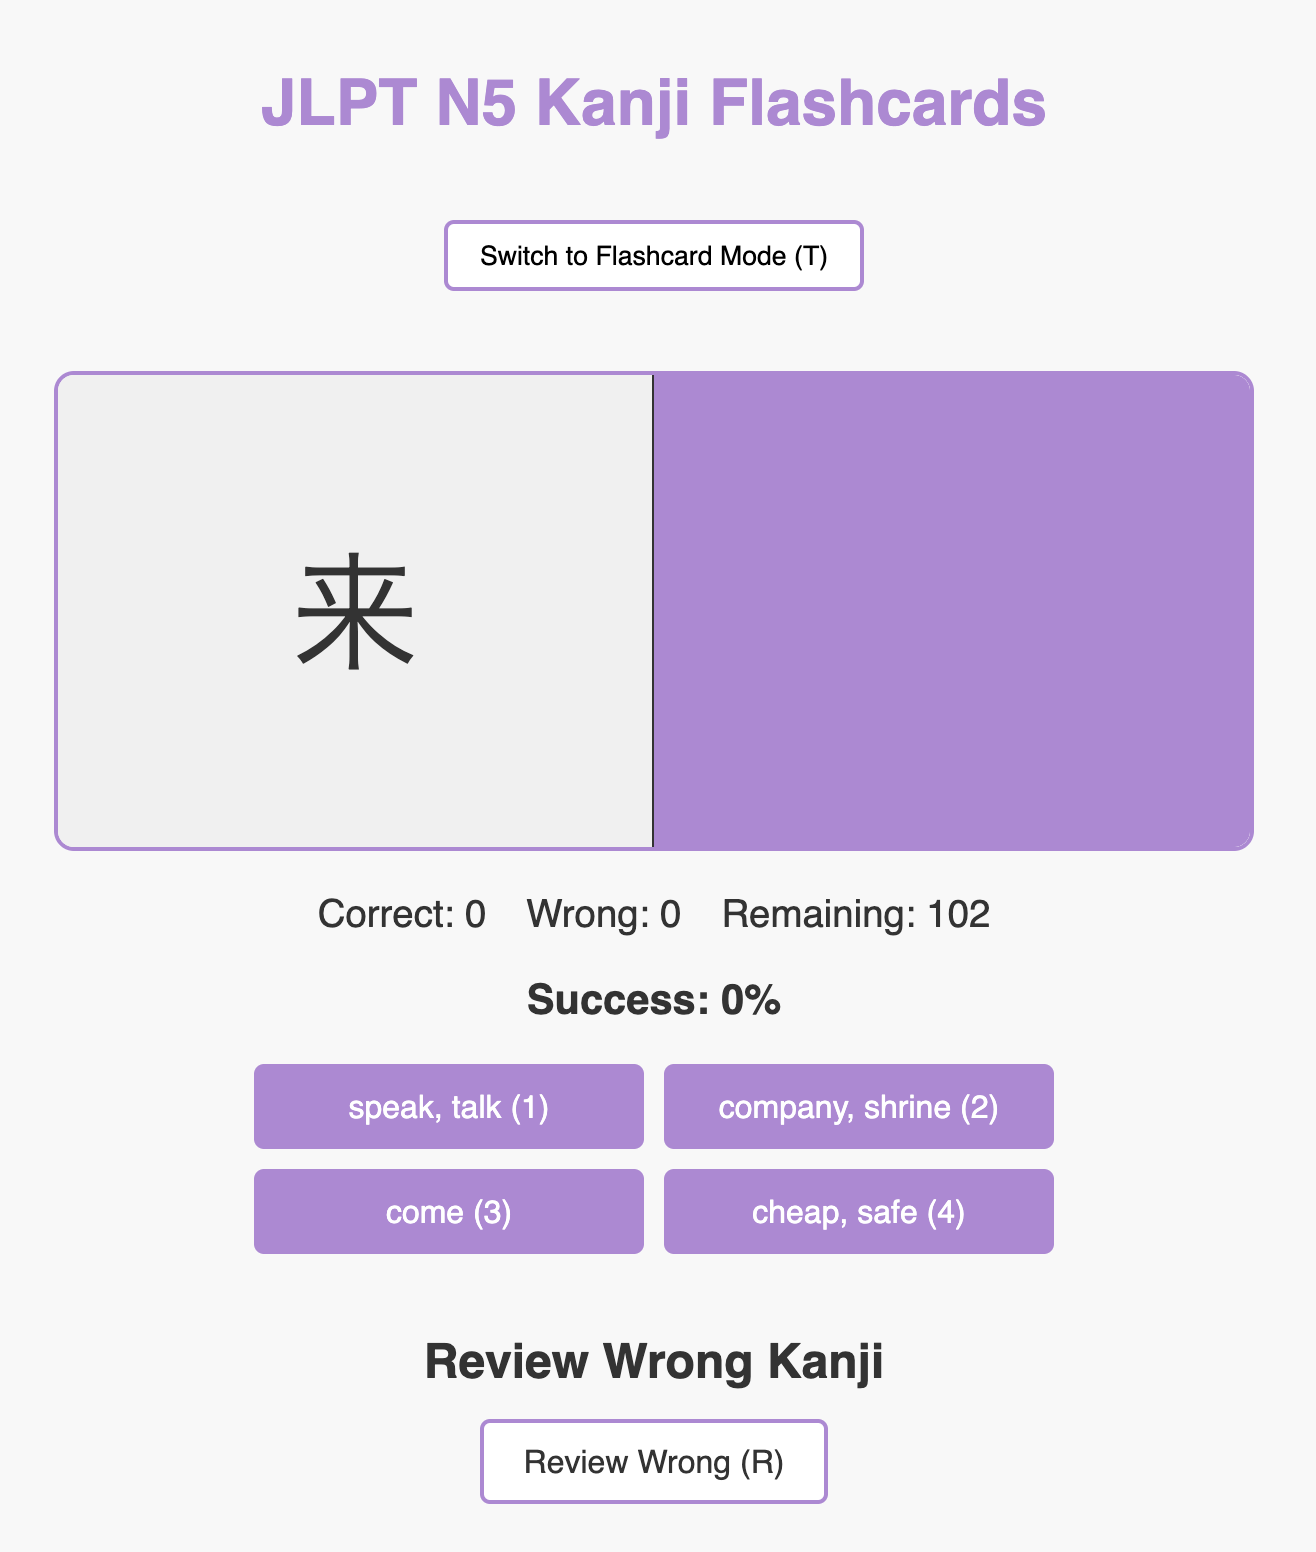 JLPT N5 Kanji Flashcards
Switch to Flashcard Mode (T)
来
Correct: 0 Wrong: 0 Remaining: 102
Success: 0%
speak, talk (1) company, shrine (2)
come (3) cheap, safe (4)
Review Wrong Kanji
Review Wrong (R)